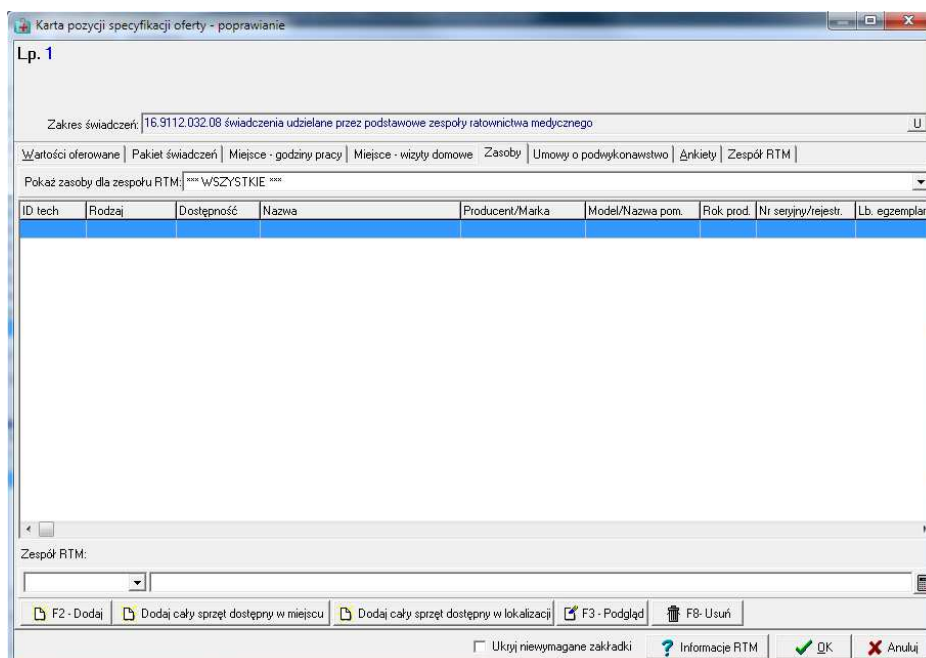 Karta pozycji specyfikacji oferty - poprawianie
Lp. 1
Zakres świadczeń: 16.9112.032.08 świadczenia udzielane przez podstawowe zespoły ratownictwa medycznego U
Wartości oferowane Pakiet świadczeń Miejsce - godziny pracy Miejsce - wizyty domowe Zasoby Umowy o podwykonawstwo Ankiety Zespół RTM
Pokaż zasoby dla zespołu RTM: *** WSZYSTKIE ***
ID tech Rodzaj Dostępność Nazwa Producent/Marka Model/Nazwa pom. Rok prod. Nr seryjny/rejestr. Lb. egzemplar
Zespół RTM:
F2 - Dodaj Dodaj cały sprzęt dostępny w miejscu Dodaj cały sprzęt dostępny w lokalizacji F3 - Podgląd F8- Usuń
Ukryj niewymagane zakładki Informacje RTM OK Anuluj